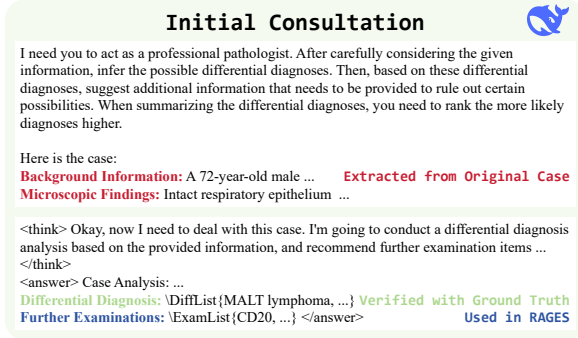 Initial Consultation
I need you to act as a professional pathologist. After carefully considering the given
information, infer the possible differential diagnoses. Then, based on these differential
diagnoses, suggest additional information that needs to be provided to rule out certain
possibilities. When summarizing the differential diagnoses, you need to rank the more likely
diagnoses higher.
Here is the case:
Background Information: A 72-year-old male ... Extracted from Original Case
Microscopic Findings: Intact respiratory epithelium ...
<think> Okay, now I need to deal with this case. I'm going to conduct a differential diagnosis
analysis based on the provided information, and recommend further examination items ...
</think>
<answer> Case Analysis: ...
Differential Diagnosis: \DiffList{MALT lymphoma, ...} Verified with Ground Truth
Further Examinations: \ExamList{CD20, ...} </answer> Used in RAGES